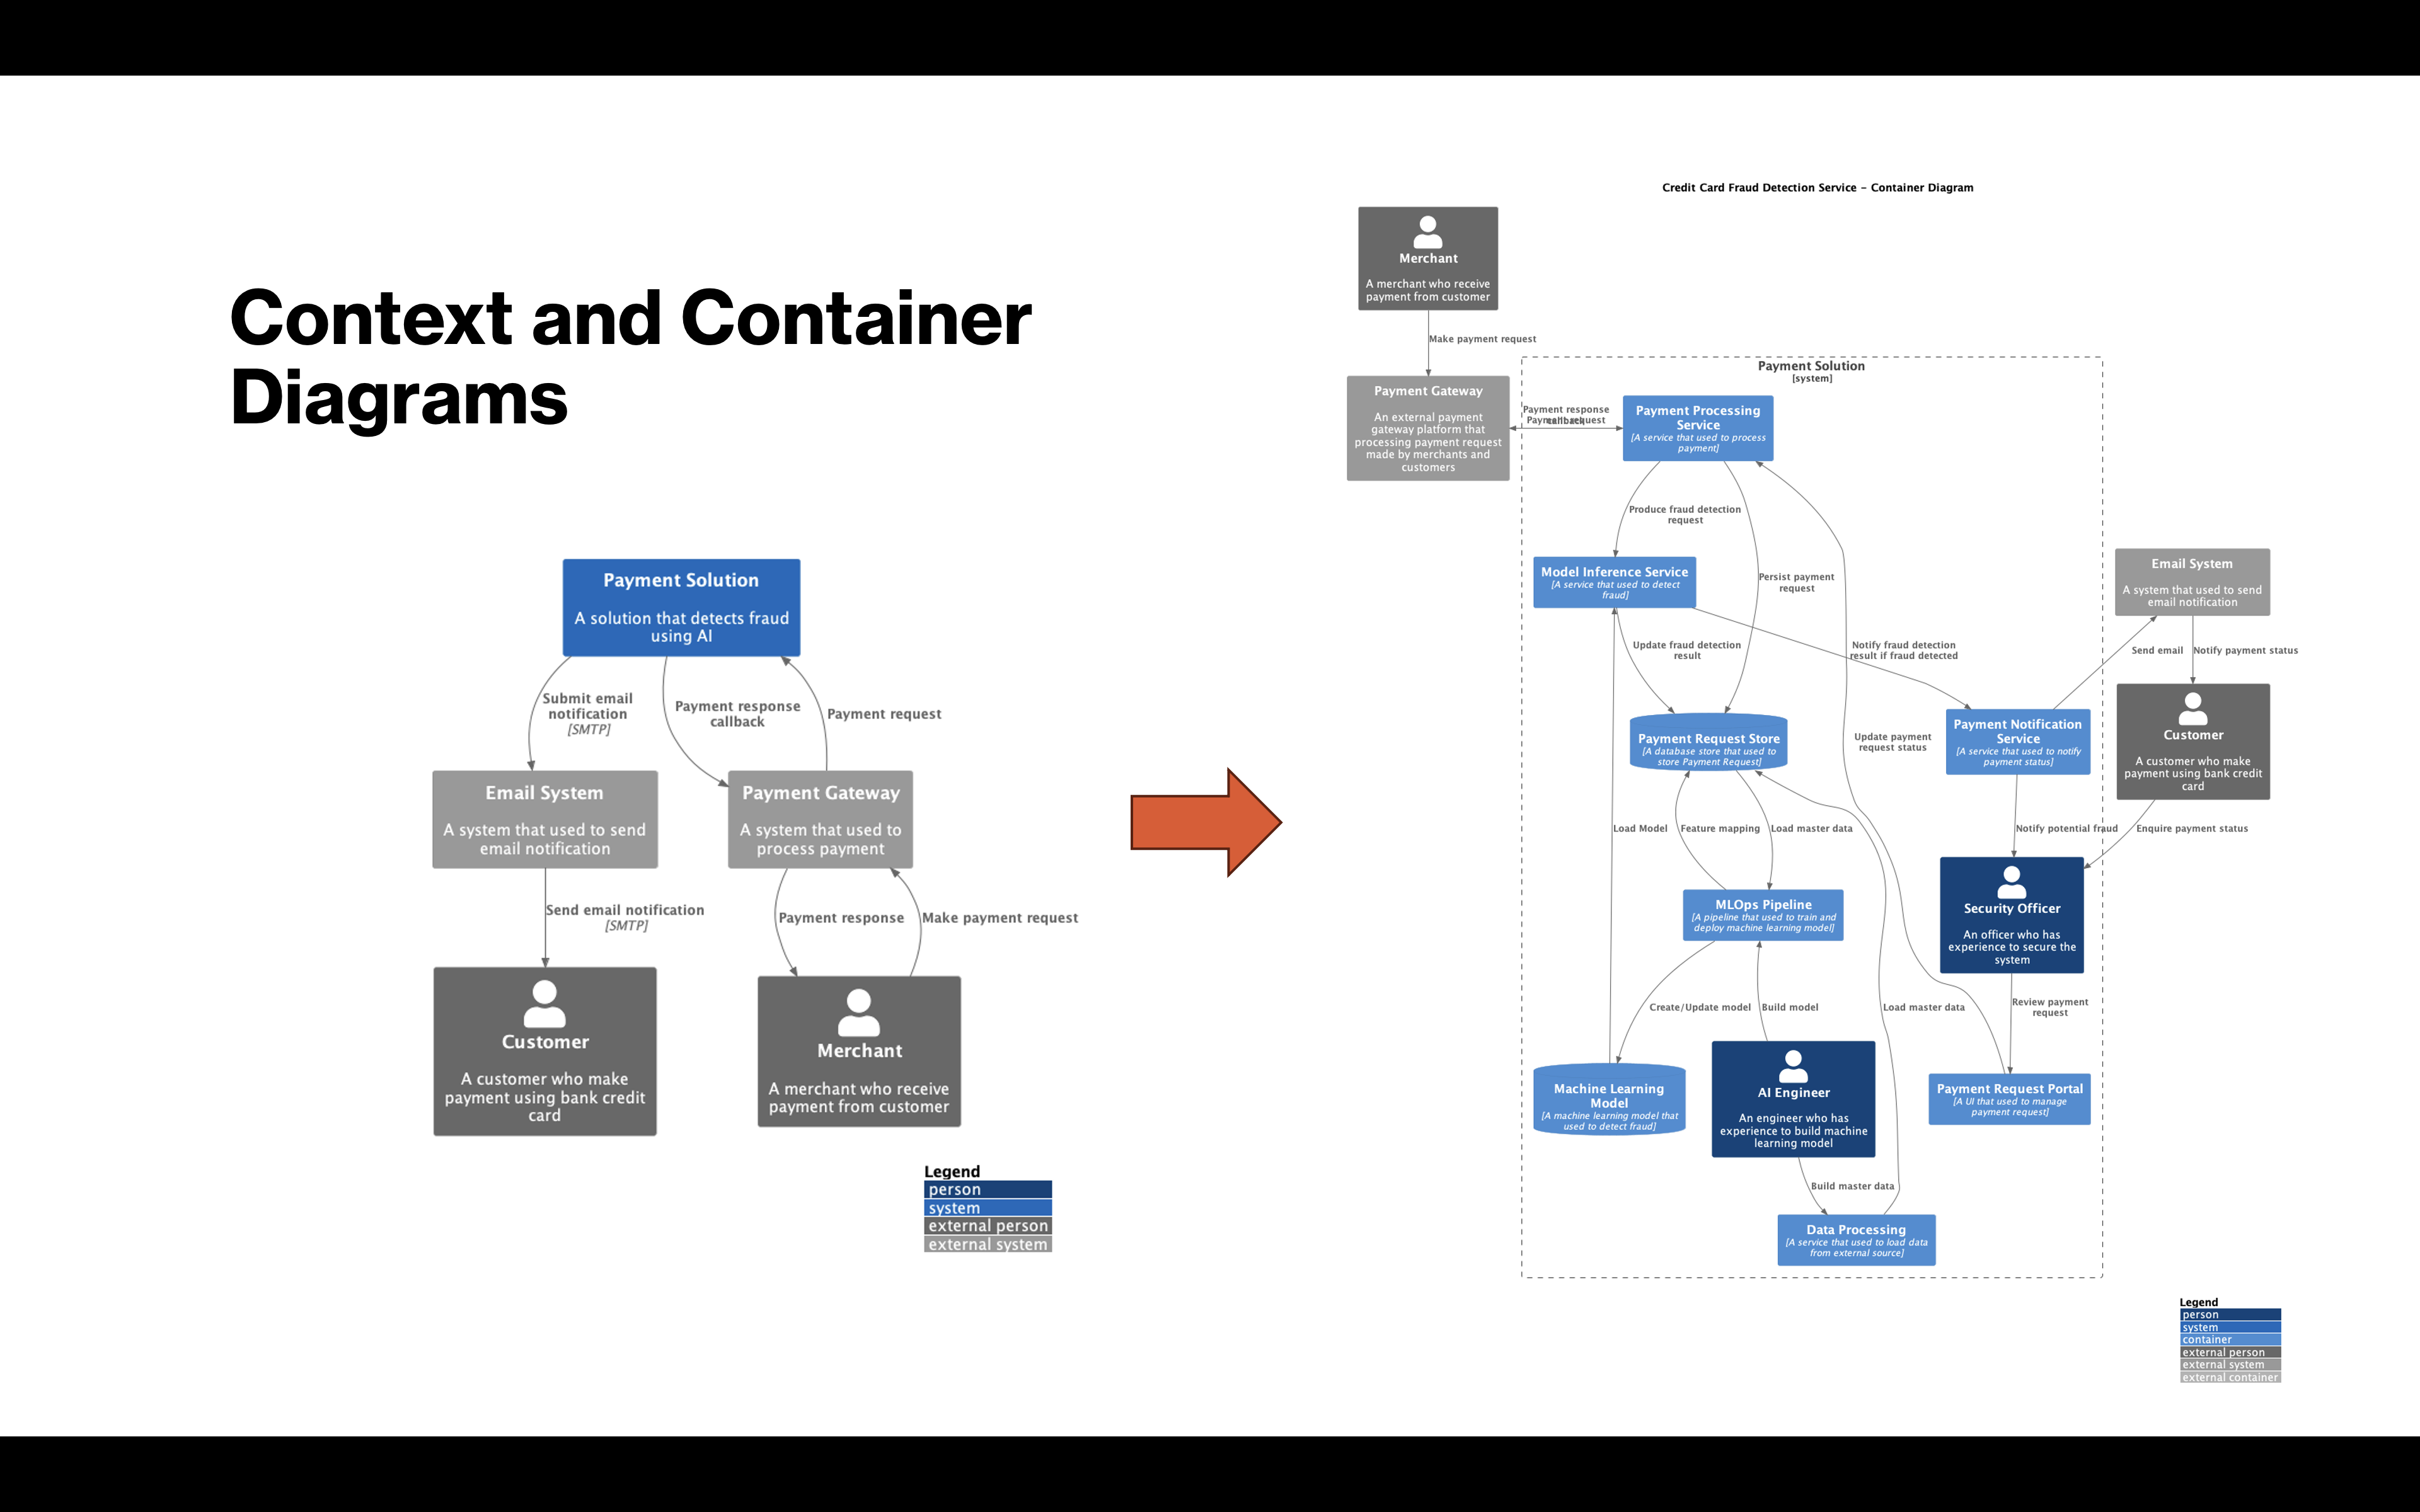 Context and Container
Diagrams
Payment Solution
A solution that detects fraud
using AI
Submit email
notification
[SMTP]
Payment response
callback
Payment request
Email System
A system that used to send
email notification
Payment Gateway
A system that used to
process payment
Send email notification
[SMTP]
Payment response
Make payment request
Customer
A customer who make
payment using bank credit
card
Merchant
A merchant who receive
payment from customer
Legend
person
system
external person
external system
Credit Card Fraud Detection Service - Container Diagram
Merchant
A merchant who receive
payment from customer
Make payment request
Payment Gateway
An external payment
gateway platform that
processing payment request
made by merchants and
customers
Payment Solution
[system]
Payment response
callback
Payment request
Payment Processing
Service
[A service that used to process
payment]
Produce fraud detection
request
Persist payment
request
Model Inference Service
[A service that used to detect
fraud]
Update fraud detection
result
Notify fraud detection
result if fraud detected
Email System
A system that used to send
email notification
Send email
Notify payment status
Payment Request Store
[A database store that used to
store Payment Request]
Update payment
request status
Payment Notification
Service
[A service that used to notify
payment status]
Customer
A customer who make
payment using bank credit
card
Load Model
Feature mapping
Load master data
Notify potential fraud
Enquire payment status
MLOps Pipeline
[A pipeline that used to train and
deploy machine learning model]
Security Officer
An officer who has
experience to secure the
system
Create/Update model
Build model
Load master data
Review payment
request
Machine Learning
Model
[A machine learning model that
used to detect fraud]
AI Engineer
An engineer who has
experience to build machine
learning model
Payment Request Portal
[A UI that used to manage
payment request]
Build master data
Data Processing
[A service that used to load data
from external source]
Legend
person
system
container
external person
external system
external container